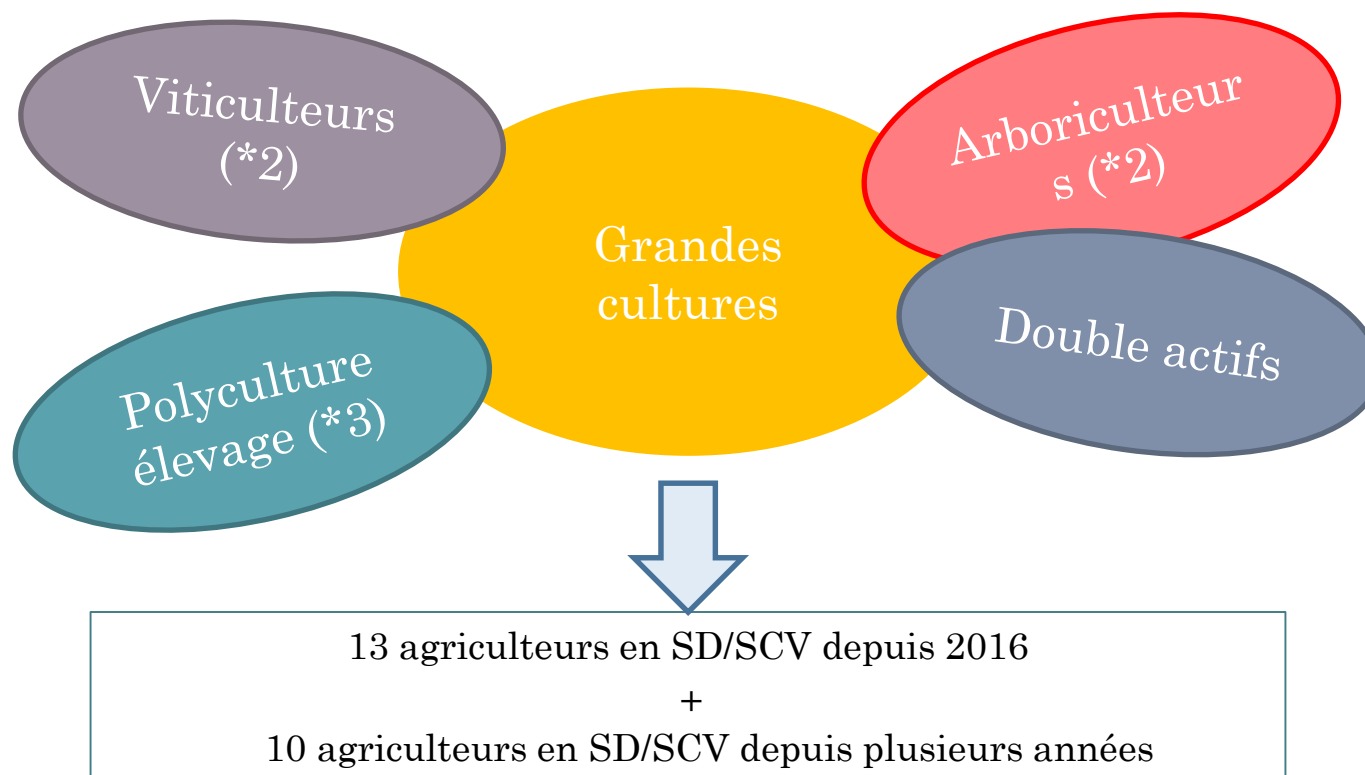 Viticulteurs
(*2)
Arboriculteur
s (*2)
Grandes
cultures
Double actifs
Polyculture
élevage (*3)
13 agriculteurs en SD/SCV depuis 2016
+
10 agriculteurs en SD/SCV depuis plusieurs années